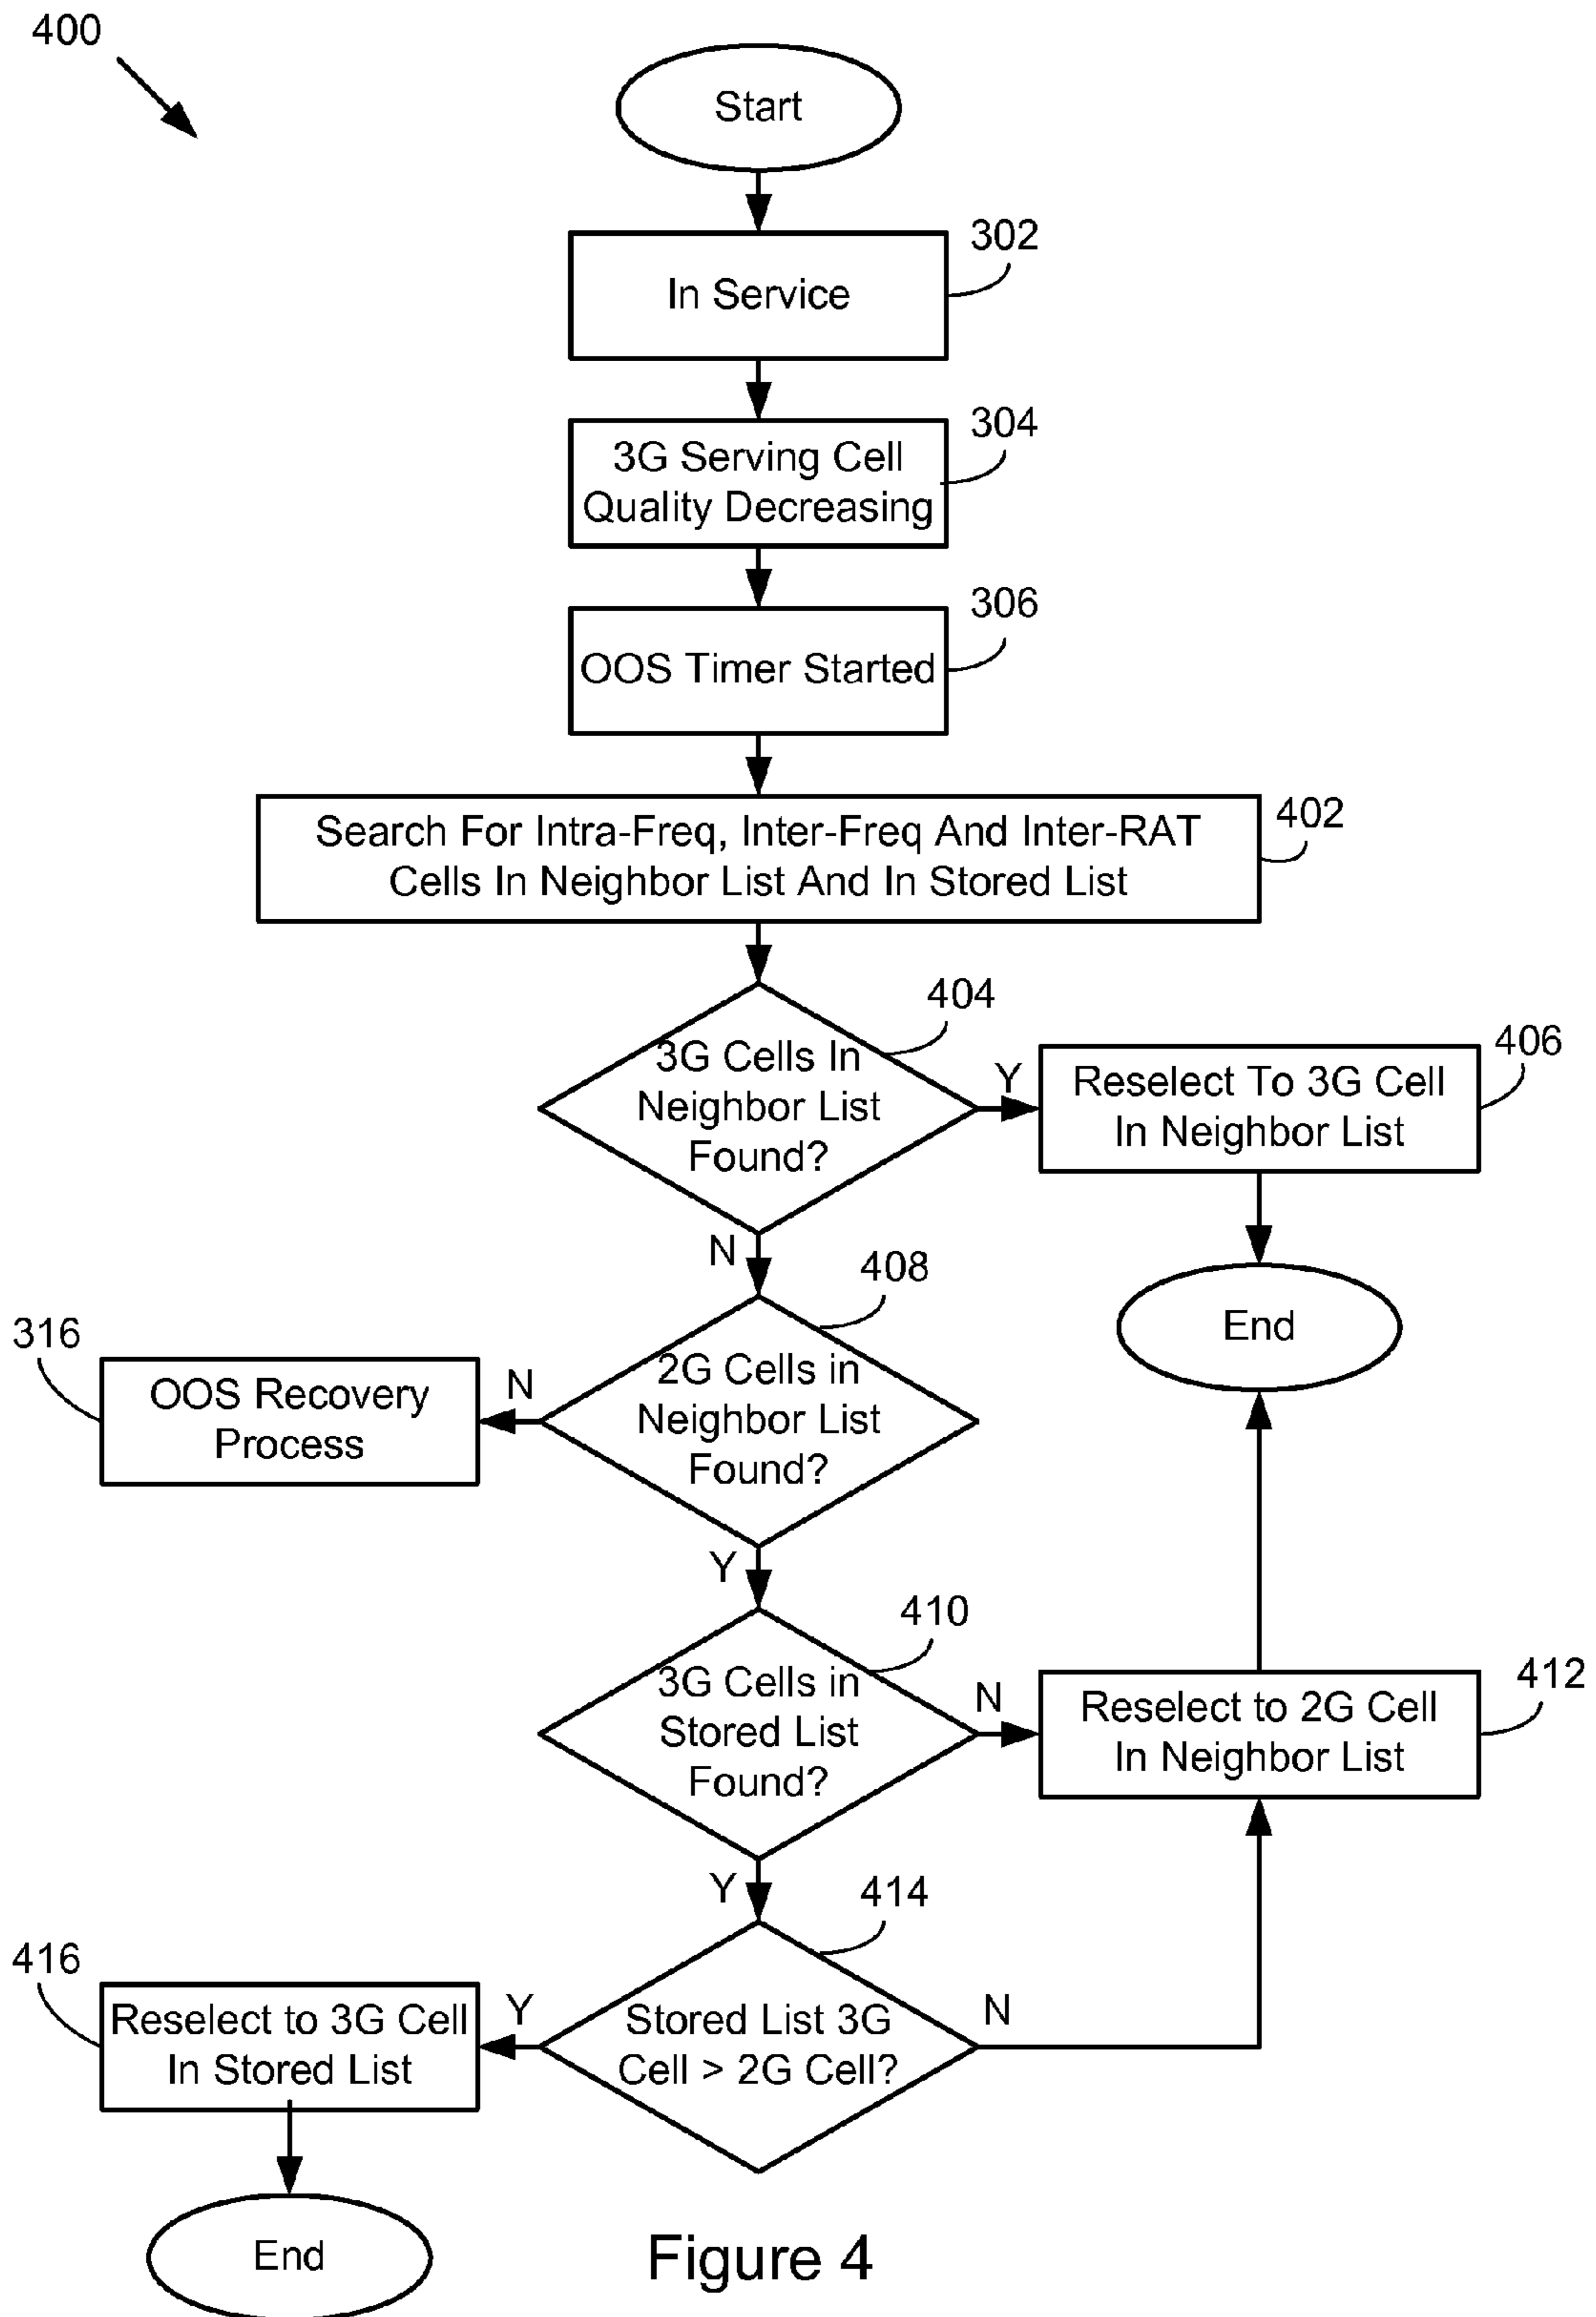 400
Start
302
In Service
304
3G Serving Cell
Quality Decreasing
306
OOS Timer Started
402
Search For Intra-Freq, Inter-Freq And Inter-RAT
Cells In Neighbor List And In Stored List
404
3G Cells In
Neighbor List
Found?
Y
406
Reselect To 3G Cell
In Neighbor List
N
End
408
2G Cells in
Neighbor List
Found?
N
316
OOS Recovery
Process
Y
410
3G Cells in
Stored List
Found?
N
412
Reselect to 2G Cell
In Neighbor List
Y
414
Stored List 3G
Cell > 2G Cell?
N
Y
416
Reselect to 3G Cell
In Stored List
End
Figure 4